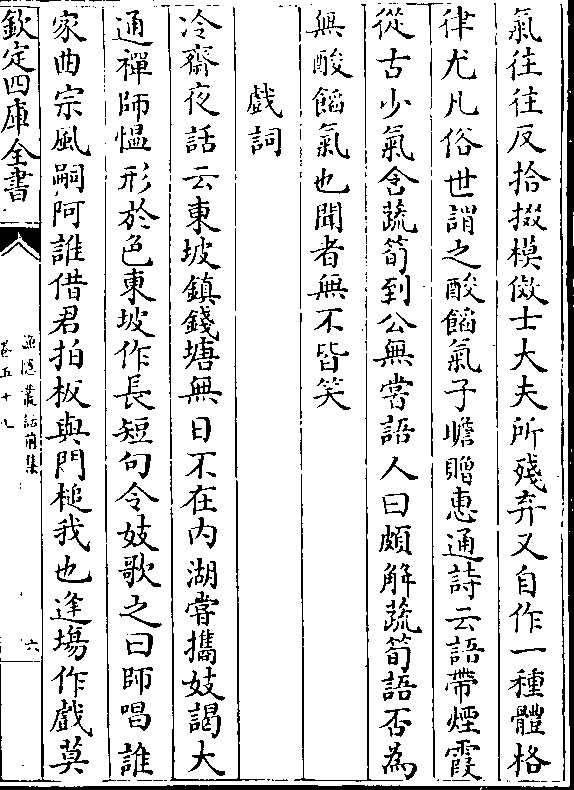 氣往往反拾掇模傚士大夫所殘弃又自作一種體格
律尤凡俗世謂之酸餡氣子瞻贈惠通詩云語帶煙霞
從古少氣含蔬筍到公無嘗語人曰頗解蔬筍語否為
無酸餡氣也聞者無不皆笑
戲詞
冷齋夜話云東坡鎮錢塘無日不在内湖嘗攜妓謁大
通禪師愠形於色東坡作長短句令妓歌之曰師唱誰
家曲宗風嗣阿誰借君拍板與門槌我也逢場作戲莫
欽定四庫全書
漁隠叢話前集
卷五十七
六